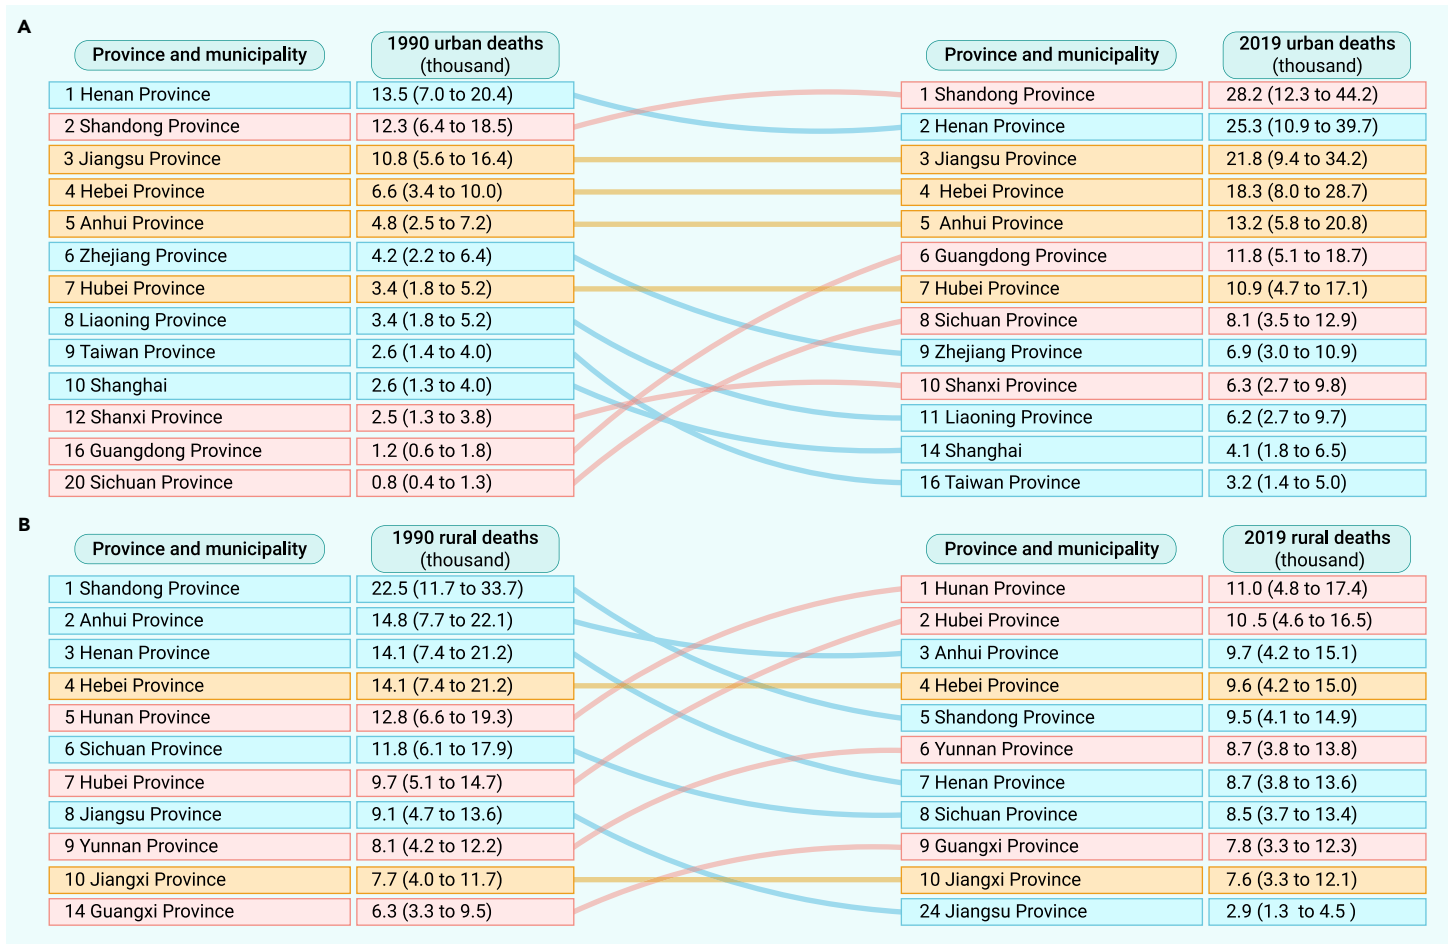 A
Province and municipality
1990 urban deaths
(thousand)
Province and municipality
2019 urban deaths
(thousand)
1 Henan Province 13.5 (7.0 to 20.4) 1 Shandong Province 28.2 (12.3 to 44.2)
2 Shandong Province 12.3 (6.4 to 18.5) 2 Henan Province 25.3 (10.9 to 39.7)
3 Jiangsu Province 10.8 (5.6 to 16.4) 3 Jiangsu Province 21.8 (9.4 to 34.2)
4 Hebei Province 6.6 (3.4 to 10.0) 4 Hebei Province 18.3 (8.0 to 28.7)
5 Anhui Province 4.8 (2.5 to 7.2) 5 Anhui Province 13.2 (5.8 to 20.8)
6 Zhejiang Province 4.2 (2.2 to 6.4) 6 Guangdong Province 11.8 (5.1 to 18.7)
7 Hubei Province 3.4 (1.8 to 5.2) 7 Hubei Province 10.9 (4.7 to 17.1)
8 Liaoning Province 3.4 (1.8 to 5.2) 8 Sichuan Province 8.1 (3.5 to 12.9)
9 Taiwan Province 2.6 (1.4 to 4.0) 9 Zhejiang Province 6.9 (3.0 to 10.9)
10 Shanghai 2.6 (1.3 to 4.0) 10 Shanxi Province 6.3 (2.7 to 9.8)
12 Shanxi Province 2.5 (1.3 to 3.8) 11 Liaoning Province 6.2 (2.7 to 9.7)
16 Guangdong Province 1.2 (0.6 to 1.8) 14 Shanghai 4.1 (1.8 to 6.5)
20 Sichuan Province 0.8 (0.4 to 1.3) 16 Taiwan Province 3.2 (1.4 to 5.0)
B
Province and municipality
1990 rural deaths
(thousand)
Province and municipality
2019 rural deaths
(thousand)
1 Shandong Province 22.5 (11.7 to 33.7) 1 Hunan Province 11.0 (4.8 to 17.4)
2 Anhui Province 14.8 (7.7 to 22.1) 2 Hubei Province 10 .5 (4.6 to 16.5)
3 Henan Province 14.1 (7.4 to 21.2) 3 Anhui Province 9.7 (4.2 to 15.1)
4 Hebei Province 14.1 (7.4 to 21.2) 4 Hebei Province 9.6 (4.2 to 15.0)
5 Hunan Province 12.8 (6.6 to 19.3) 5 Shandong Province 9.5 (4.1 to 14.9)
6 Sichuan Province 11.8 (6.1 to 17.9) 6 Yunnan Province 8.7 (3.8 to 13.8)
7 Hubei Province 9.7 (5.1 to 14.7) 7 Henan Province 8.7 (3.8 to 13.6)
8 Jiangsu Province 9.1 (4.7 to 13.6) 8 Sichuan Province 8.5 (3.7 to 13.4)
9 Yunnan Province 8.1 (4.2 to 12.2) 9 Guangxi Province 7.8 (3.3 to 12.3)
10 Jiangxi Province 7.7 (4.0 to 11.7) 10 Jiangxi Province 7.6 (3.3 to 12.1)
14 Guangxi Province 6.3 (3.3 to 9.5) 24 Jiangsu Province 2.9 (1.3 to 4.5 )